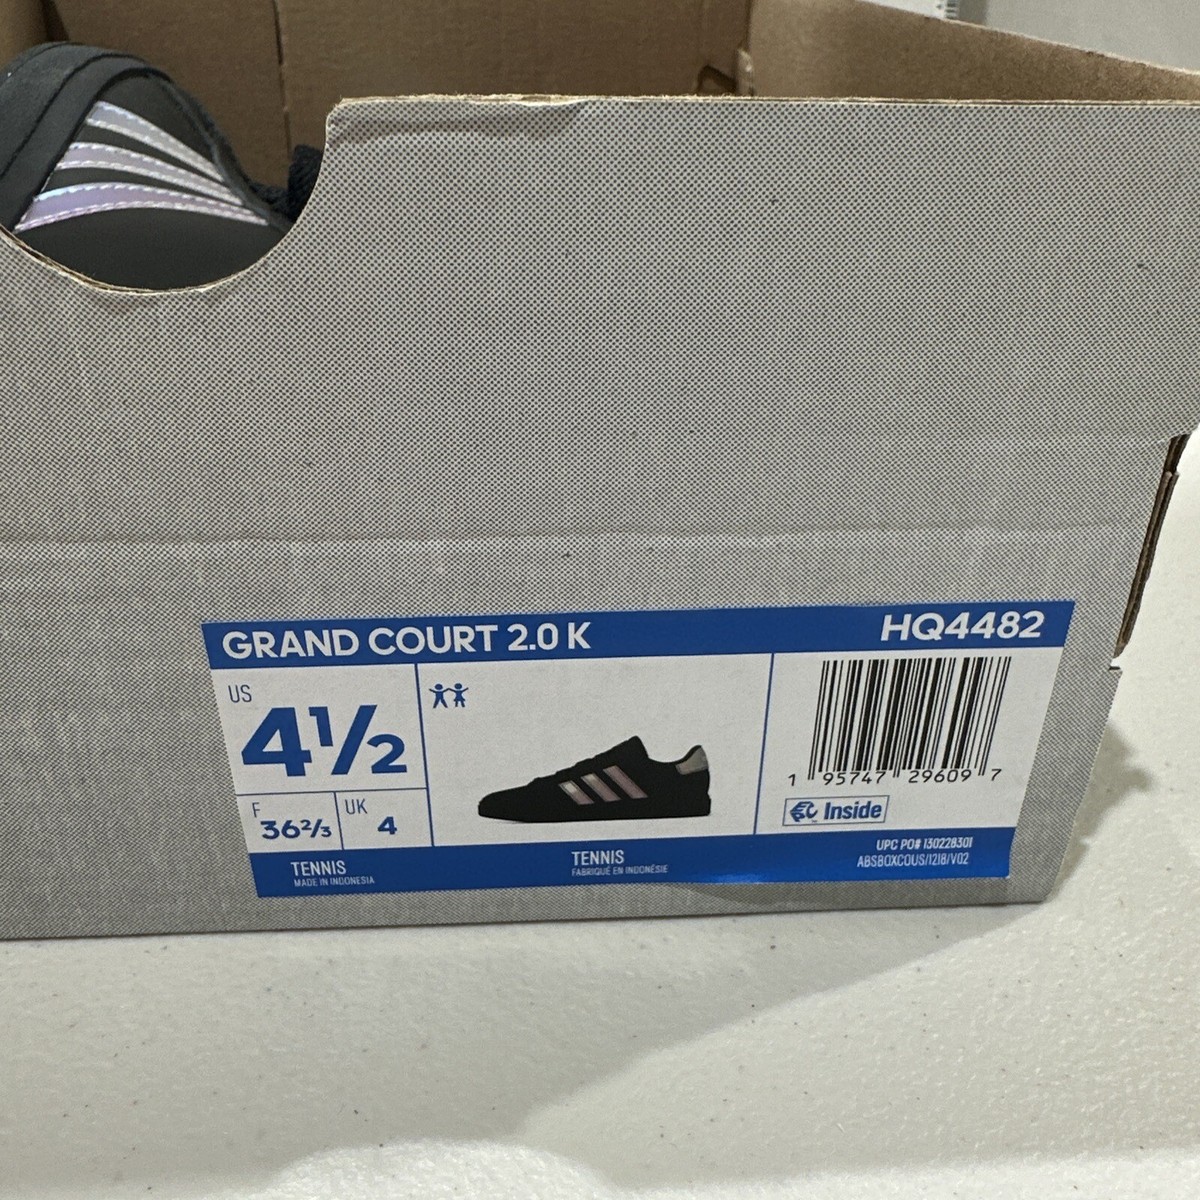 GRAND COURT 2.0 K
HQ4482
US
4½
F
36⅔
UK
4
1 95747 29609 7
Inside
TENNIS
MADE IN INDONESIA
TENNIS
FABRIQUÉ EN INDONÉSIE
UPC PO# 130228301
ABSBOXCOUS/1218/V02